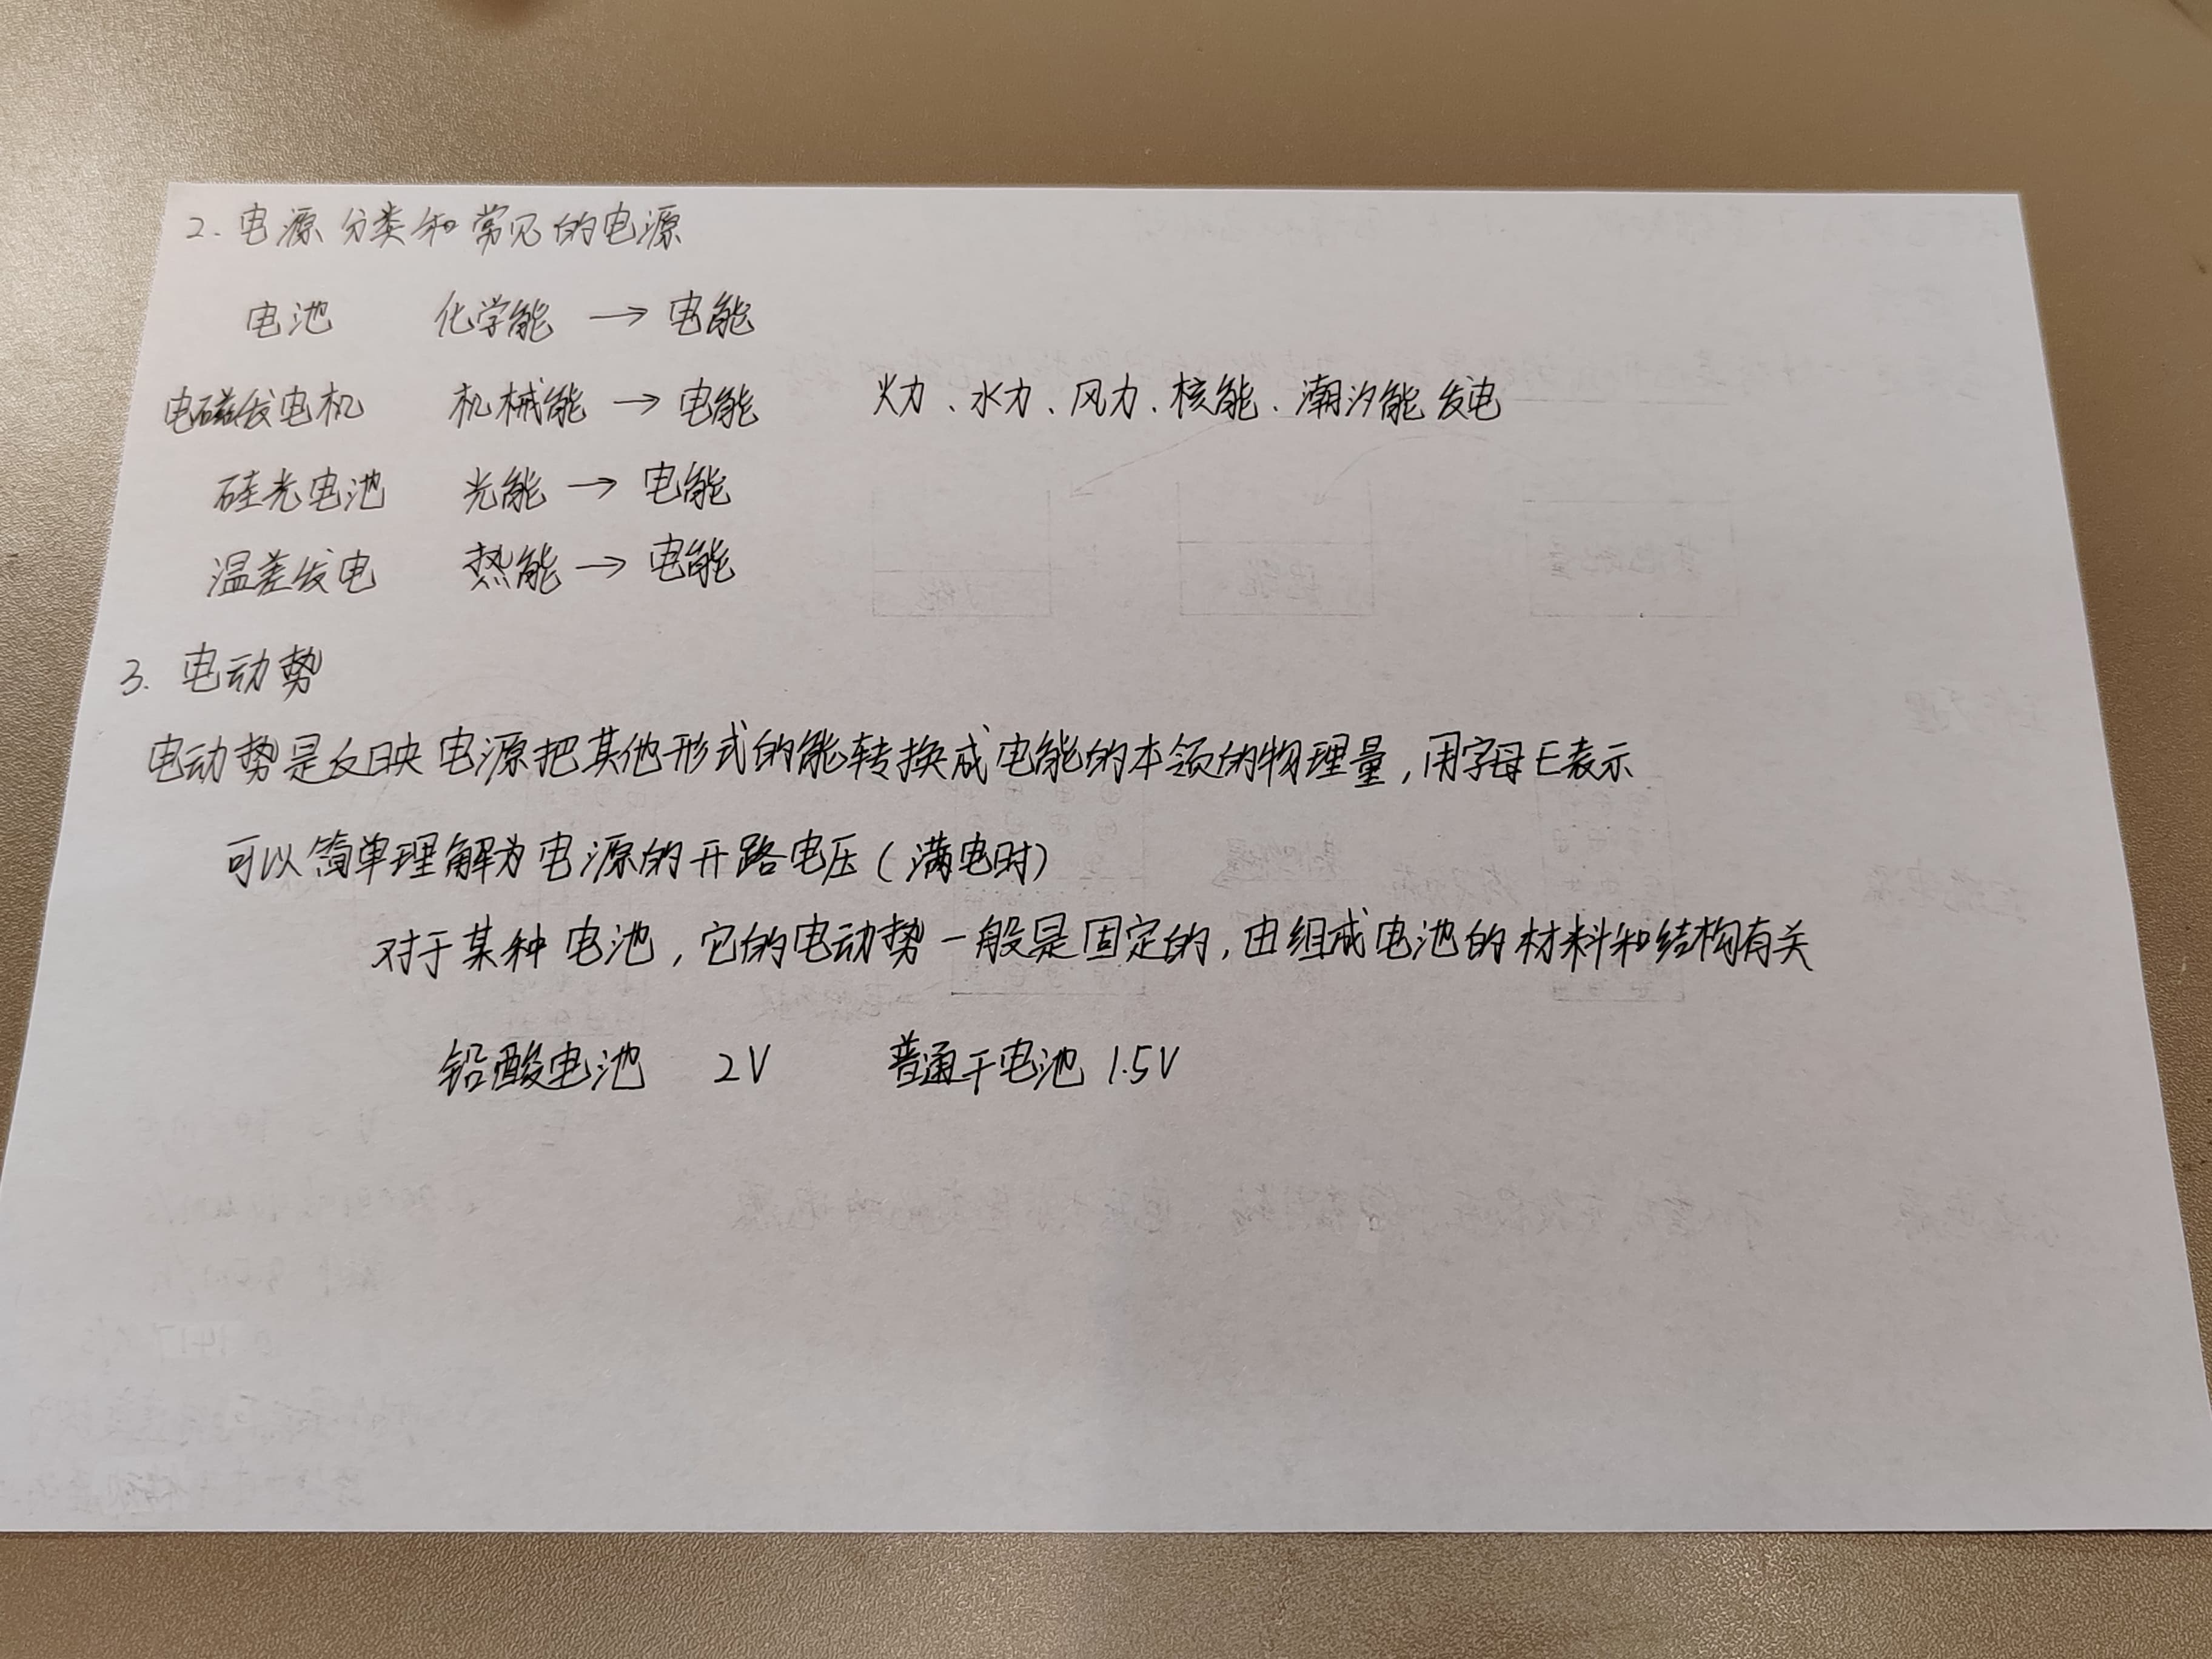 2. 电源分类和常见的电源
电池 化学能 → 电能
电磁发电机 机械能 → 电能 火力、水力、风力、核能、潮汐能发电
硅光电池 光能 → 电能
温差发电 热能 → 电能
3. 电动势
电动势是反映电源把其他形式的能转换成电能的本领的物理量,用字母E表示
可以简单理解为电源的开路电压(满电时)
对于某种电池,它的电动势一般是固定的,由组成电池的材料和结构有关
铅酸电池 2V 普通干电池 1.5V